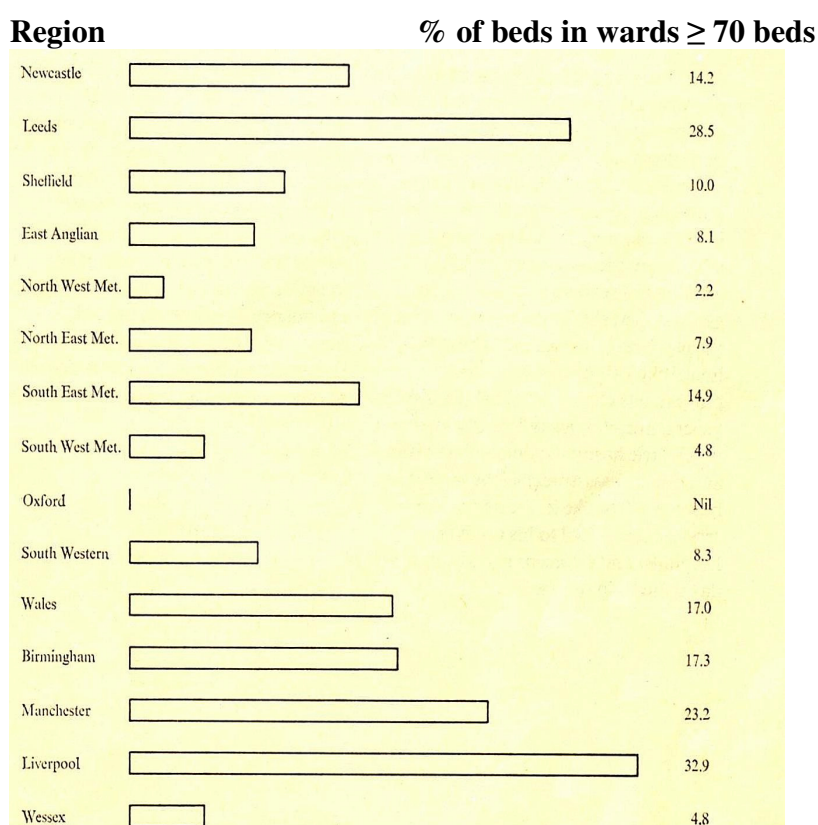 Region % of beds in wards ≥ 70 beds
Newcastle 14.2
Leeds 28.5
Sheffield 10.0
East Anglian 8.1
North West Met. 2.2
North East Met. 7.9
South East Met. 14.9
South West Met. 4.8
Oxford Nil
South Western 8.3
Wales 17.0
Birmingham 17.3
Manchester 23.2
Liverpool 32.9
Wessex 4.8